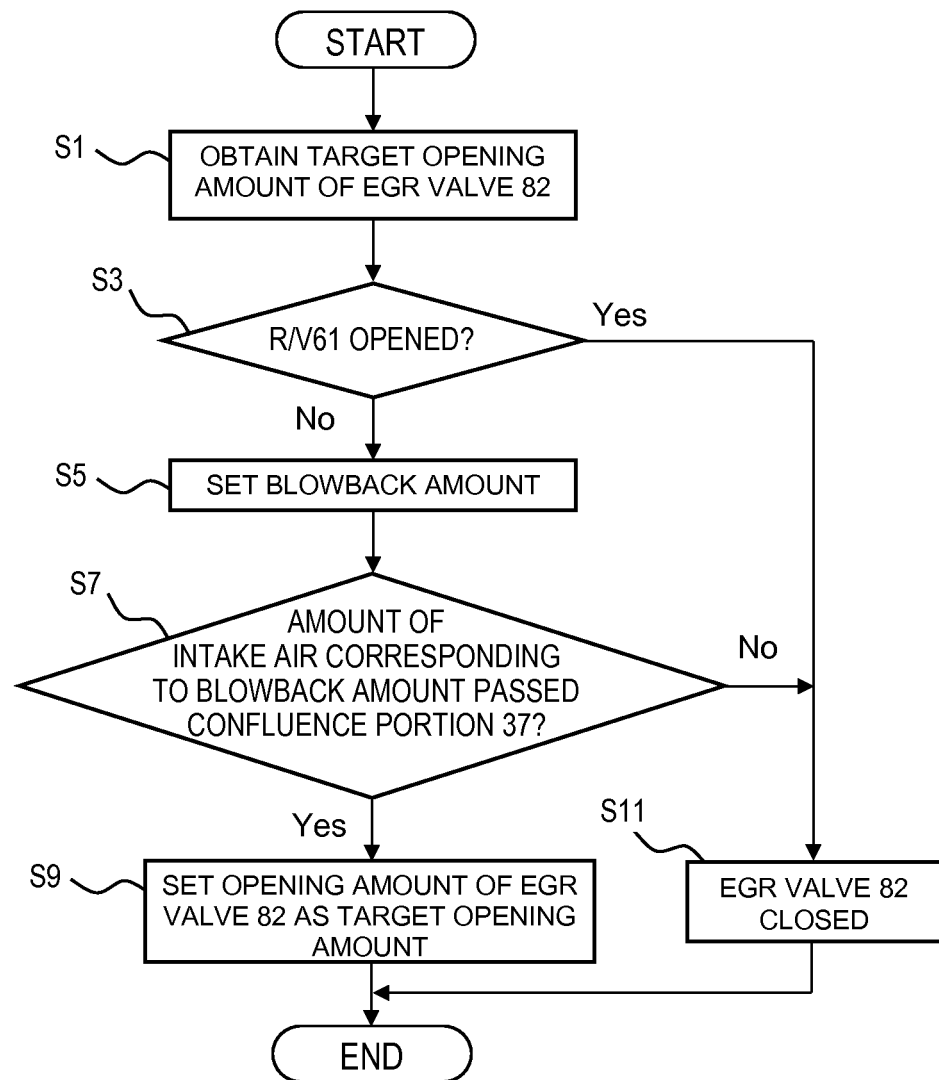 START
S1
OBTAIN TARGET OPENING
AMOUNT OF EGR VALVE 82
S3
R/V61 OPENED?
Yes
No
S5
SET BLOWBACK AMOUNT
S7
AMOUNT OF
INTAKE AIR CORRESPONDING
TO BLOWBACK AMOUNT PASSED
CONFLUENCE PORTION 37?
No
Yes
S9
SET OPENING AMOUNT OF EGR
VALVE 82 AS TARGET OPENING
AMOUNT
S11
EGR VALVE 82
CLOSED
END